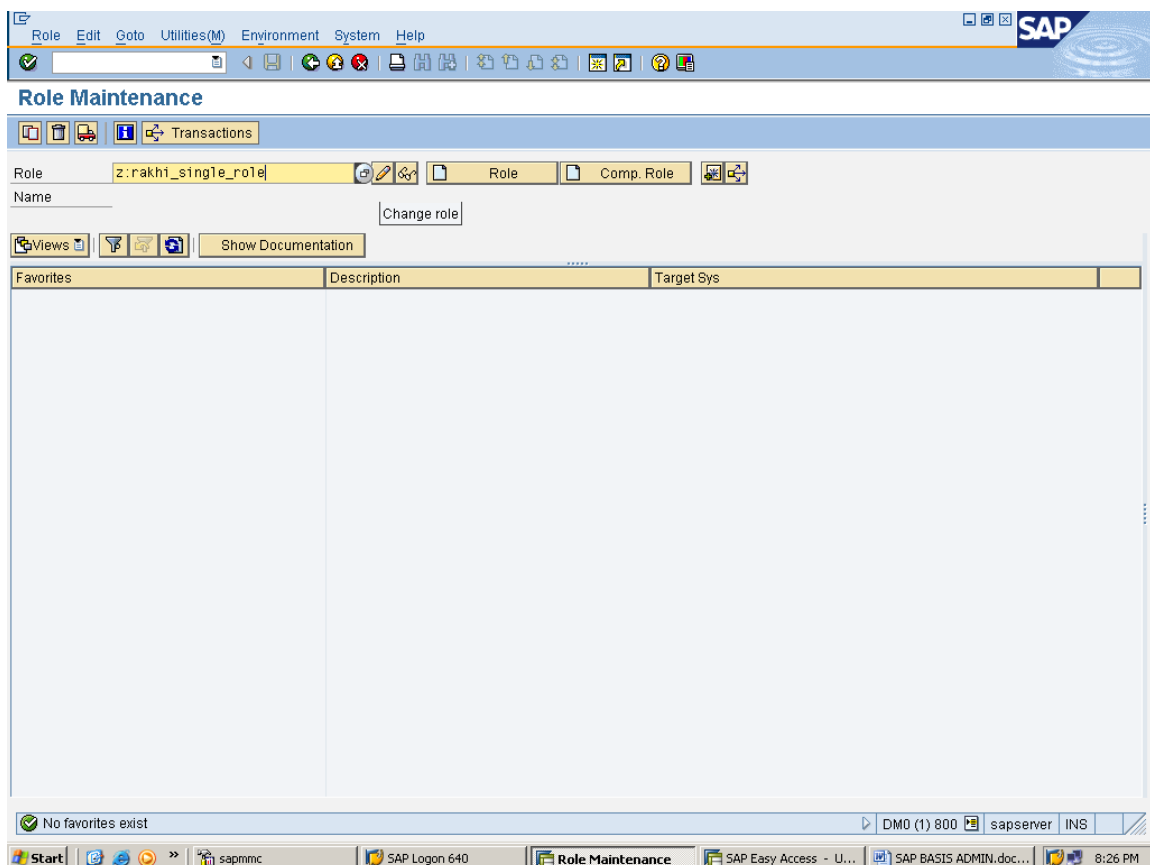 Role Edit Goto Utilities(M) Environment System Help
SAP
Role Maintenance
Transactions
Role z:rakhi_single_role Role Comp. Role
Name
Change role
Views Show Documentation
Favorites Description Target Sys
No favorites exist DM0 (1) 800 sapserver INS
Start » sapmmc SAP Logon 640 Role Maintenance SAP Easy Access - U... SAP BASIS ADMIN.doc... 8:26 PM